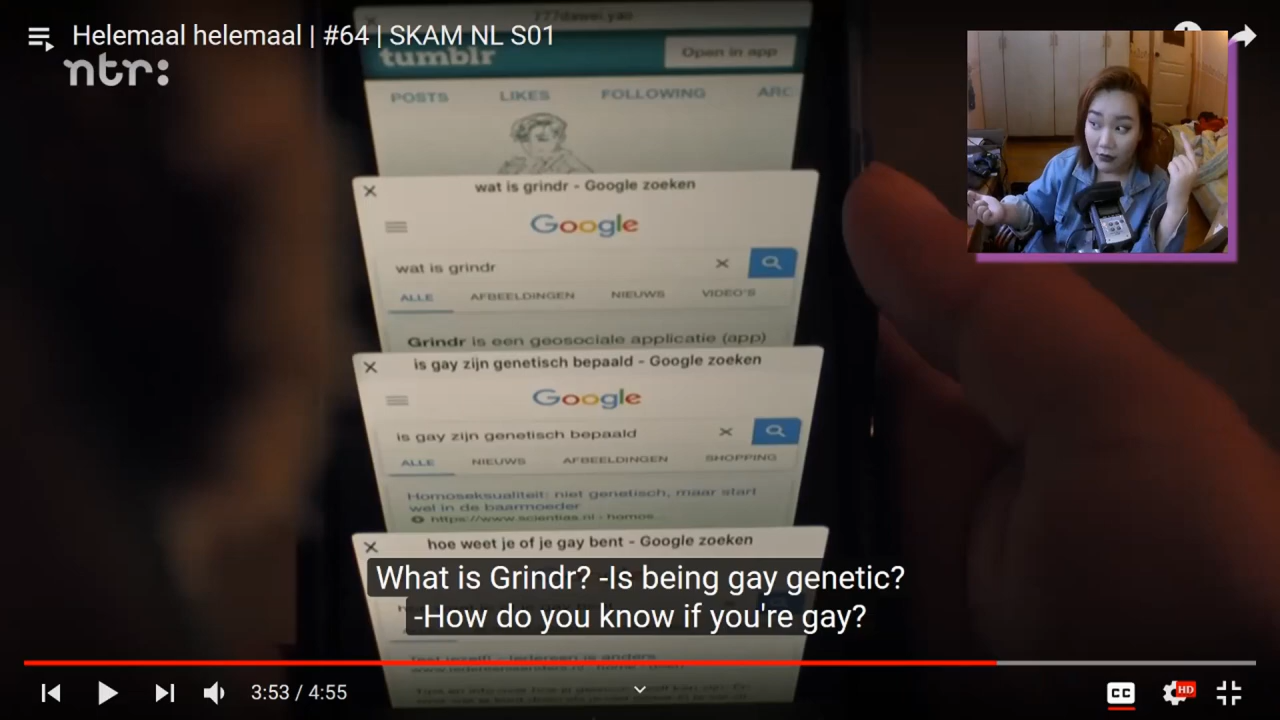 Helemaal helemaal | #64 | SKAM NL S01
ntr:
tumblr
Open in app
POSTS LIKES FOLLOWING ARC
wat is grindr - Google zoeken
Google
wat is grindr
ALLE AFBEELDINGEN NIEUWS VIDEO'S
Grindr is een geosociale applicatie (app)
is gay zijn genetisch bepaald - Google zoeken
Google
is gay zijn genetisch bepaald
ALLE NIEUWS AFBEELDINGEN SHOPPING
Homoseksualiteit: niet genetisch, maar start
wel in de baarmoeder
https://www.scientias.nl › homos...
hoe weet je of je gay bent - Google zoeken
What is Grindr? -Is being gay genetic?
-How do you know if you're gay?
3:53 / 4:55
CC
HD